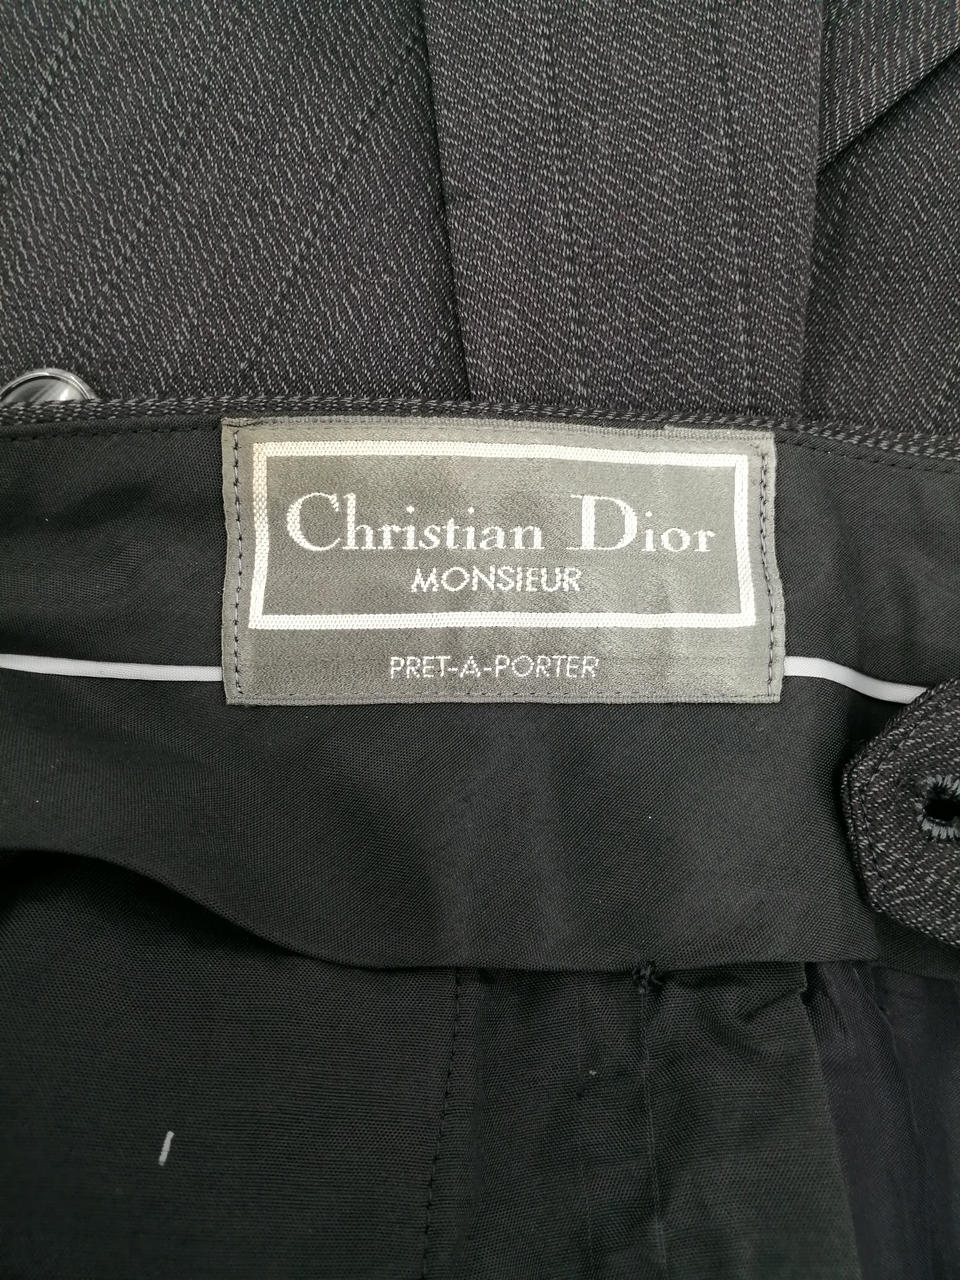 Christian Dior
MONSIEUR
PRET-A-PORTER